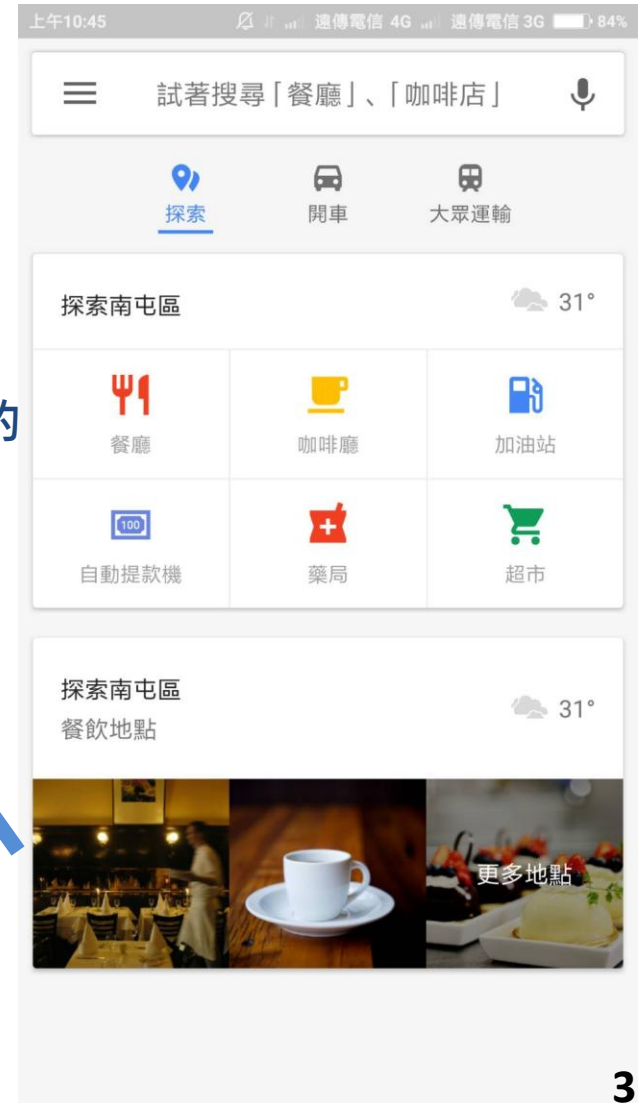 上午10:45 遠傳電信 4G 遠傳電信 3G 84%
試著搜尋「餐廳」、「咖啡店」
探索 開車 大眾運輸
探索南屯區 31°
的
餐廳 咖啡廳 加油站
100
自動提款機 藥局 超市
探索南屯區 31°
餐飲地點
更多地點
3